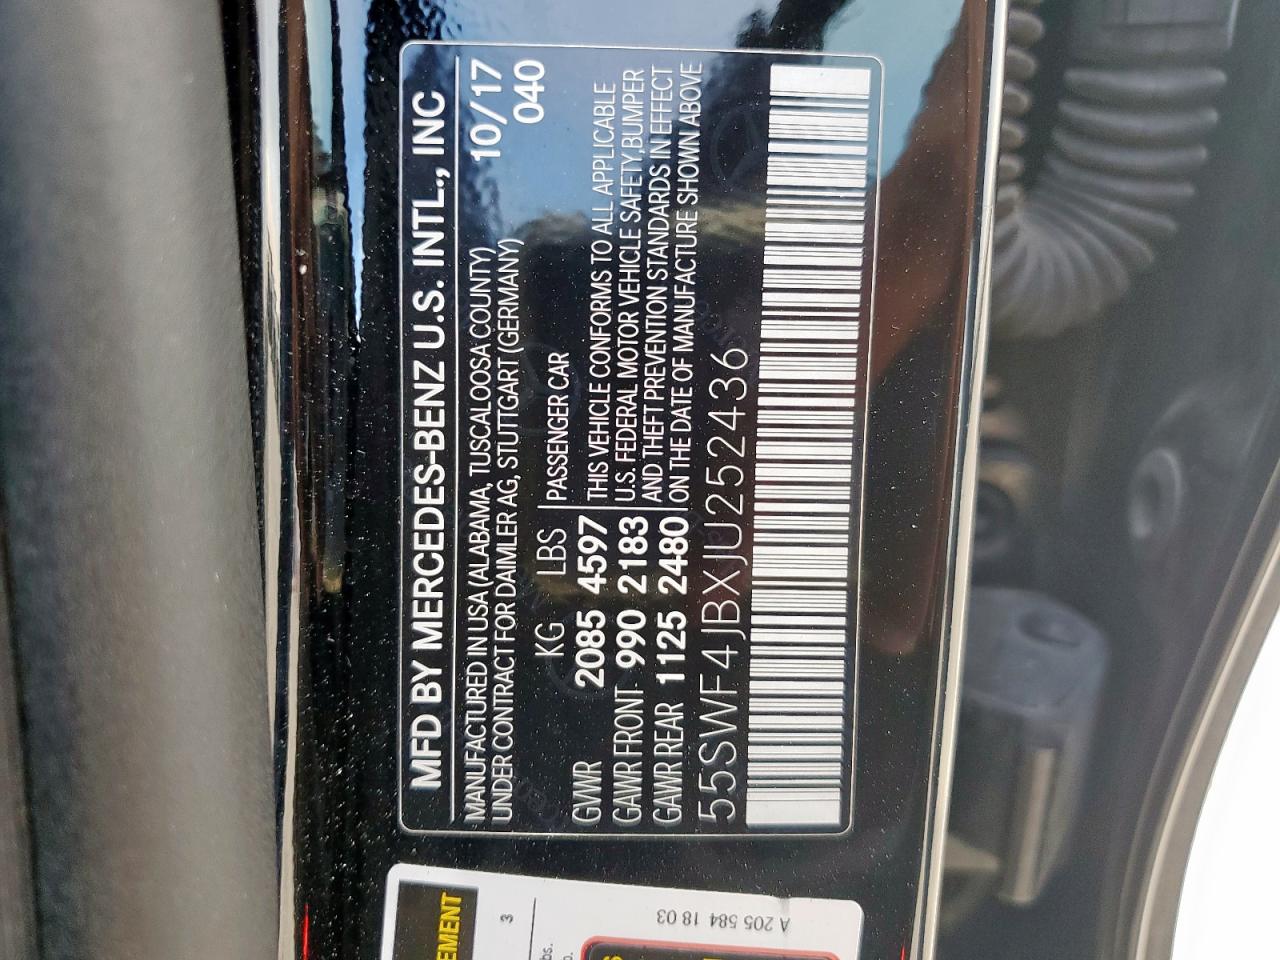 MFD BY MERCEDES-BENZ U.S. INTL., INC
MANUFACTURED IN USA (ALABAMA, TUSCALOOSA COUNTY) 10/17
UNDER CONTRACT FOR DAIMLER AG, STUTTGART (GERMANY) 040
KG LBS
GVWR 2085 4597
GAWR FRONT 990 2183
GAWR REAR 1125 2480
PASSENGER CAR
THIS VEHICLE CONFORMS TO ALL APPLICABLE
U.S. FEDERAL MOTOR VEHICLE SAFETY, BUMPER
AND THEFT PREVENTION STANDARDS IN EFFECT
ON THE DATE OF MANUFACTURE SHOWN ABOVE
55SWF4JBXJU252436
EMENT
3
bs.
A 205 584 18 03